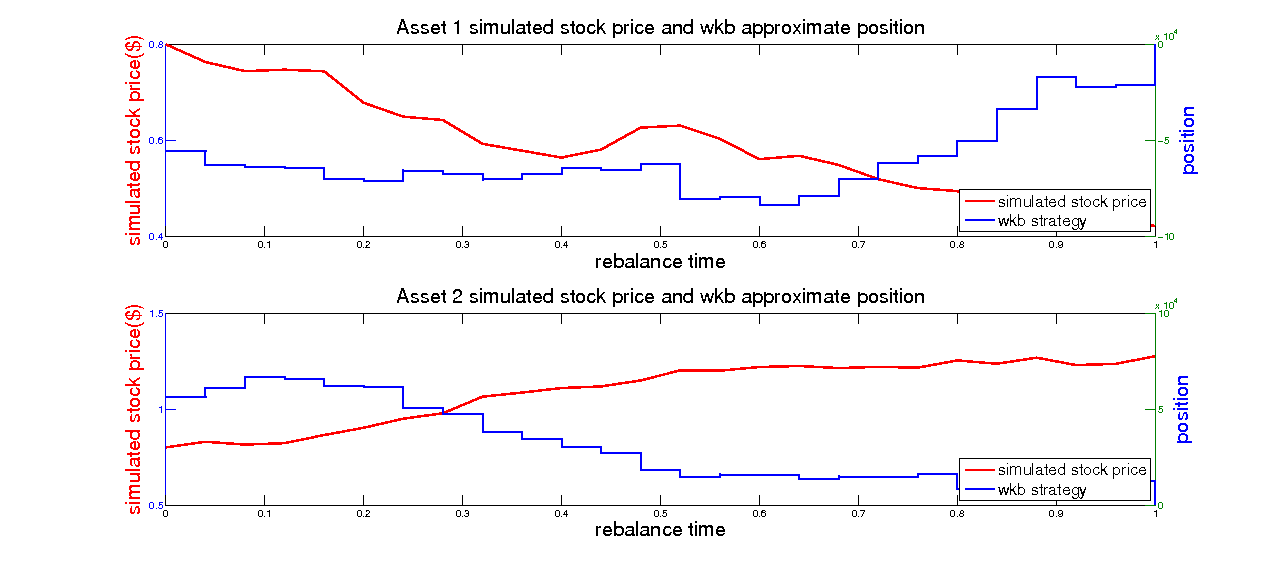 Asset 1 simulated stock price and wkb approximate position
simulated stock price($)
0.8
0.6
0.4
x 10^4
0
-5
-10
position
simulated stock price
wkb strategy
0 0.1 0.2 0.3 0.4 0.5 0.6 0.7 0.8 0.9 1
rebalance time
Asset 2 simulated stock price and wkb approximate position
simulated stock price($)
1.5
1
0.5
x 10^4
10
5
0
position
simulated stock price
wkb strategy
0 0.1 0.2 0.3 0.4 0.5 0.6 0.7 0.8 0.9 1
rebalance time